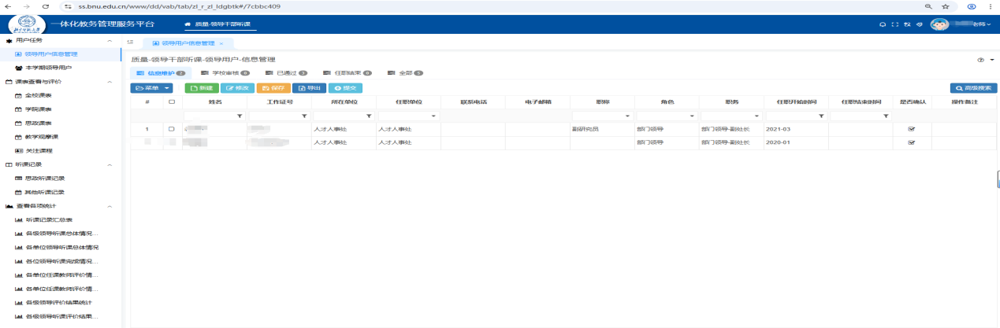 ss.bnu.edu.cn/www/dd/vab/tab/zl_r_zl_ldgbtk#/7cbbc409
一体化教务管理服务平台
质量-领导干部听课
老师
用户任务
领导用户信息管理
本学期领导用户
课表查看与评价
全校课表
学院课表
思政课表
教学观摩课
关注课程
听课记录
思政听课记录
其他听课记录
查看各项统计
听课记录汇总表
各级领导听课总体情况...
各单位领导听课总体情况
各位领导听课完成情况...
各单位任课教师评价情...
各单位任课教师评价情...
各级领导评价结果统计
各级领导听课评价结果...
领导用户信息管理 ×
质量-领导干部听课-领导用户-信息管理
信息维护 2 学校审核 0 已通过 3 任职结束 0 全部 5
菜单 新建 修改 保存 导出 提交 高级搜索
# 姓名 工作证号 所在单位 任职单位 联系电话 电子邮箱 职称 角色 职务 任职开始时间 任职结束时间 是否确认 操作备注
1 人才人事处 人才人事处 副研究员 部门领导 部门领导-副处长 2021-03
人才人事处 人才人事处 部门领导 部门领导-副处长 2020-01